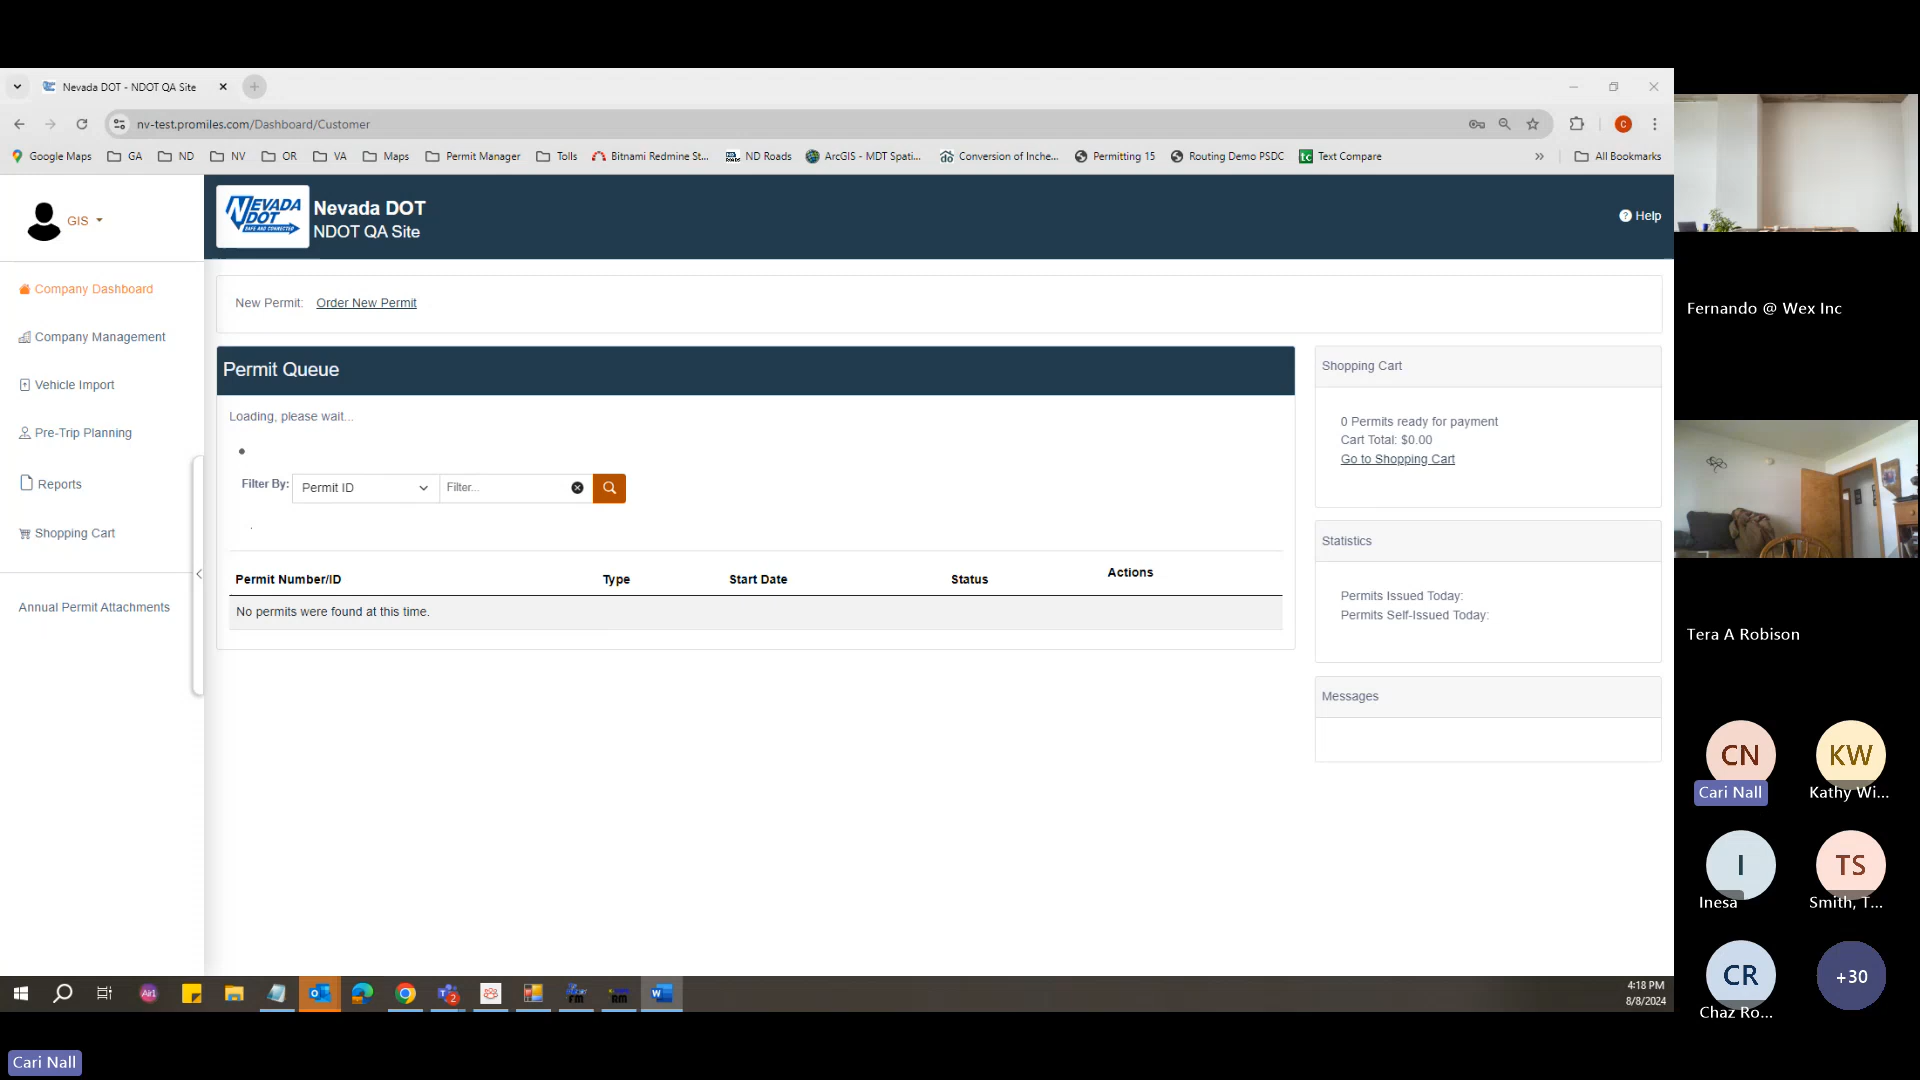 Nevada DOT - NDOT QA Site
nv-test.promiles.com/Dashboard/Customer
C
Google Maps GA ND NV OR VA Maps Permit Manager Tolls Bitnami Redmine St... ND Roads ArcGIS - MDT Spati... Conversion of Inche... Permitting 15 Routing Demo PSDC tc Text Compare » All Bookmarks
GIS
NEVADA
DOT
SAFE AND CONNECTED
Nevada DOT
NDOT QA Site
Help
Company Dashboard
Company Management
Vehicle Import
Pre-Trip Planning
Reports
Shopping Cart
Annual Permit Attachments
New Permit: Order New Permit
Permit Queue
Loading, please wait...
Filter By: Permit ID Filter...
Permit Number/ID Type Start Date Status Actions
No permits were found at this time.
Shopping Cart
0 Permits ready for payment
Cart Total: $0.00
Go to Shopping Cart
Statistics
Permits Issued Today:
Permits Self-Issued Today:
Messages
Fernando @ Wex Inc
Tera A Robison
CN
Cari Nall
KW
Kathy Wi...
I
Inesa
TS
Smith, T...
CR
Chaz Ro...
+30
4:18 PM
8/8/2024
Cari Nall